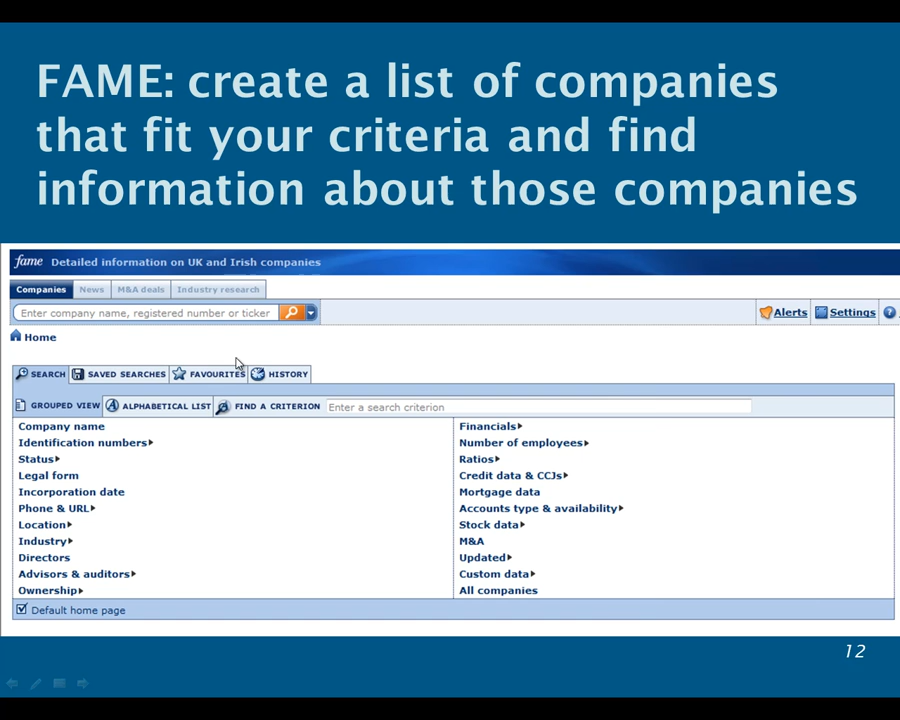 FAME: create a list of companies
that fit your criteria and find
information about those companies
fame Detailed information on UK and Irish companies
Companies News M&A deals Industry research
Enter company name, registered number or ticker
Alerts Settings ?
Home
SEARCH SAVED SEARCHES FAVOURITES HISTORY
GROUPED VIEW ALPHABETICAL LIST FIND A CRITERION Enter a search criterion
Company name
Identification numbers
Status
Legal form
Incorporation date
Phone & URL
Location
Industry
Directors
Advisors & auditors
Ownership
Financials
Number of employees
Ratios
Credit data & CCJs
Mortgage data
Accounts type & availability
Stock data
M&A
Updated
Custom data
All companies
Default home page
12